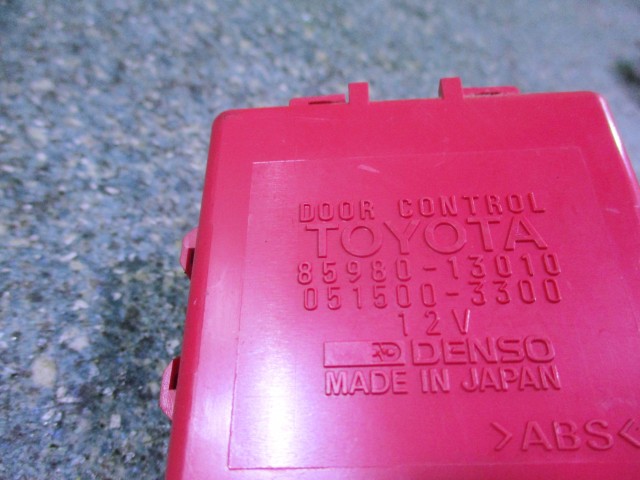 DOOR CONTROL
TOYOTA
85980-13010
051500-3300
12V
DENSO
MADE IN JAPAN
>ABS<